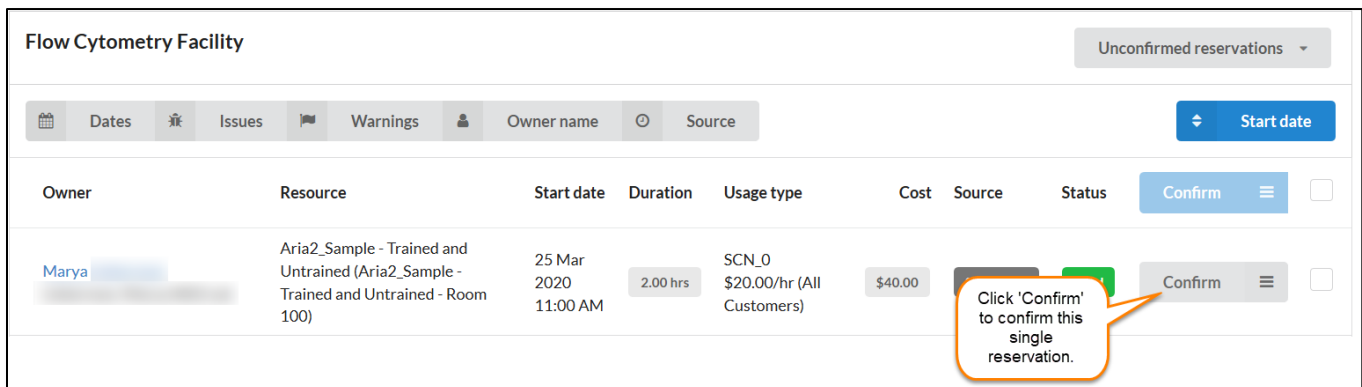 Flow Cytometry Facility
Unconfirmed reservations
Dates Issues Warnings Owner name Source
Start date
Owner Resource Start date Duration Usage type Cost Source Status Confirm
Marya
Aria2_Sample - Trained and
Untrained (Aria2_Sample -
Trained and Untrained - Room
100)
25 Mar
2020
11:00 AM
2.00 hrs
SCN_0
$20.00/hr (All
Customers)
$40.00
Click 'Confirm'
to confirm this
single
reservation.
Confirm